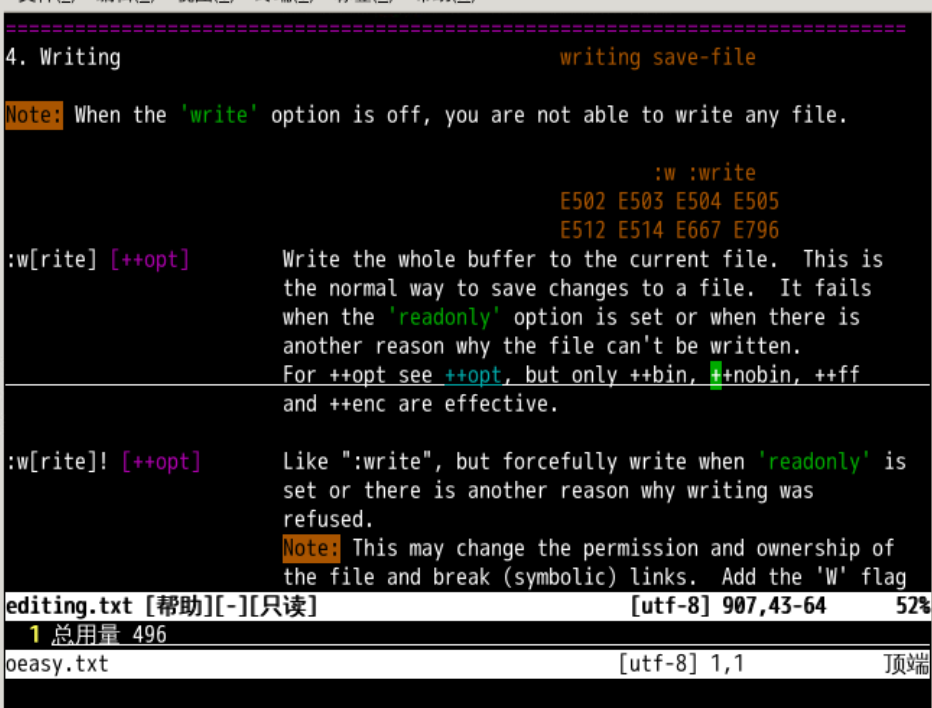 ================================================================================
4. Writing writing save-file
Note: When the 'write' option is off, you are not able to write any file.
:w :write
E502 E503 E504 E505
E512 E514 E667 E796
:w[rite] [++opt] Write the whole buffer to the current file. This is
the normal way to save changes to a file. It fails
when the 'readonly' option is set or when there is
another reason why the file can't be written.
For ++opt see ++opt, but only ++bin, ++nobin, ++ff
and ++enc are effective.
:w[rite]! [++opt] Like ":write", but forcefully write when 'readonly' is
set or there is another reason why writing was
refused.
Note: This may change the permission and ownership of
the file and break (symbolic) links. Add the 'W' flag
editing.txt [帮助][-][只读] [utf-8] 907,43-64 52%
1 总用量 496
oeasy.txt [utf-8] 1,1 顶端